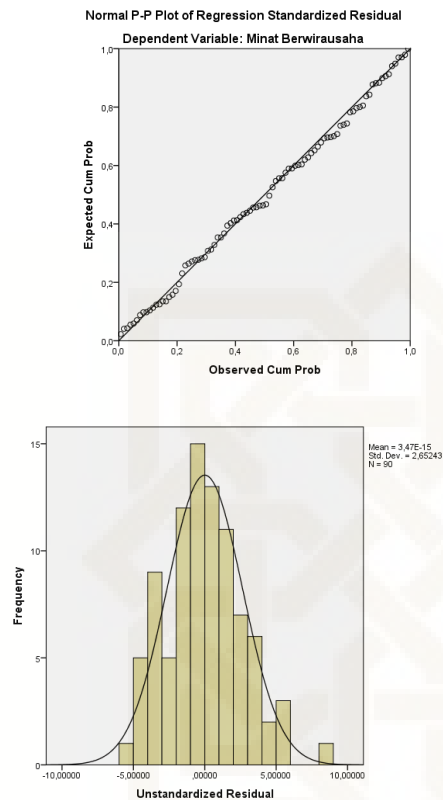 Normal P-P Plot of Regression Standardized Residual
Dependent Variable: Minat Berwirausaha
1,0
0,8
0,6
0,4
0,2
0,0
Expected Cum Prob
0,0 0,2 0,4 0,6 0,8 1,0
Observed Cum Prob
Mean = 3,47E-15
Std. Dev. = 2,65243
N = 90
15
10
5
0
Frequency
-10,00000 -5,00000 ,00000 5,00000 10,00000
Unstandardized Residual